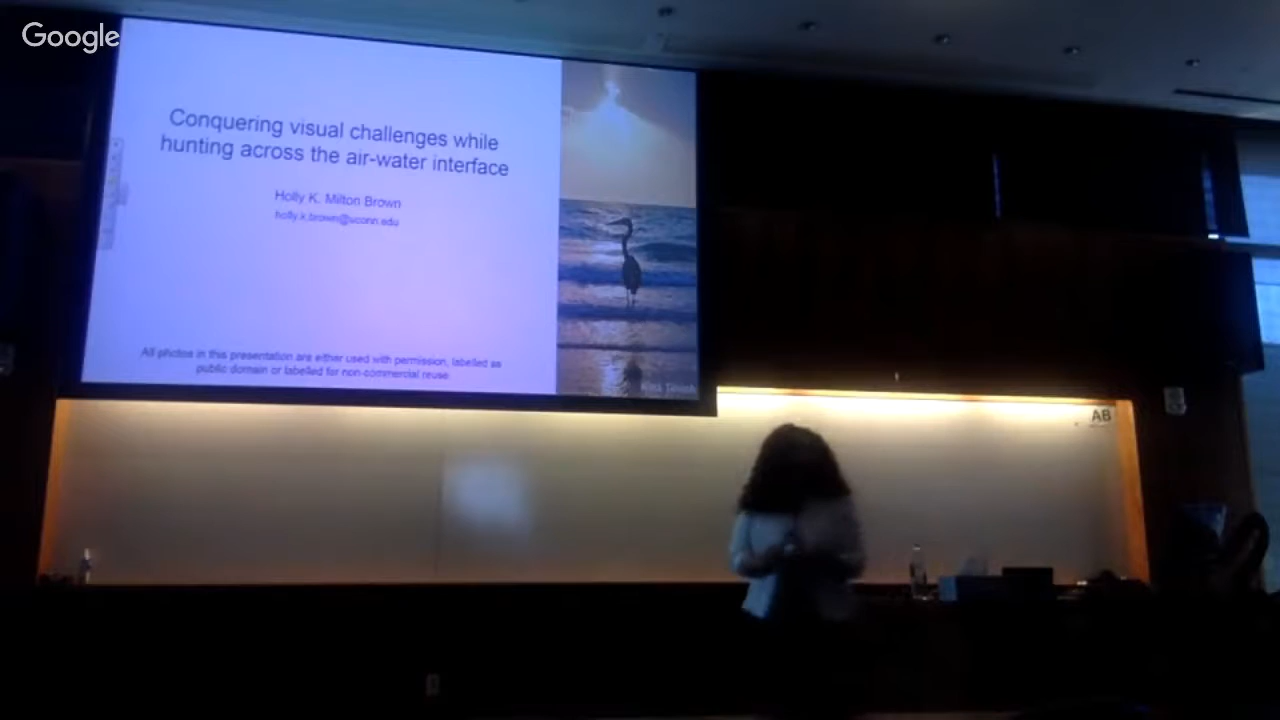 Google
Conquering visual challenges while
hunting across the air-water interface
Holly K. Milton Brown
holly.k.brown@uconn.edu
All photos in this presentation are either used with permission, labelled as
public domain or labelled for non-commercial reuse
AB